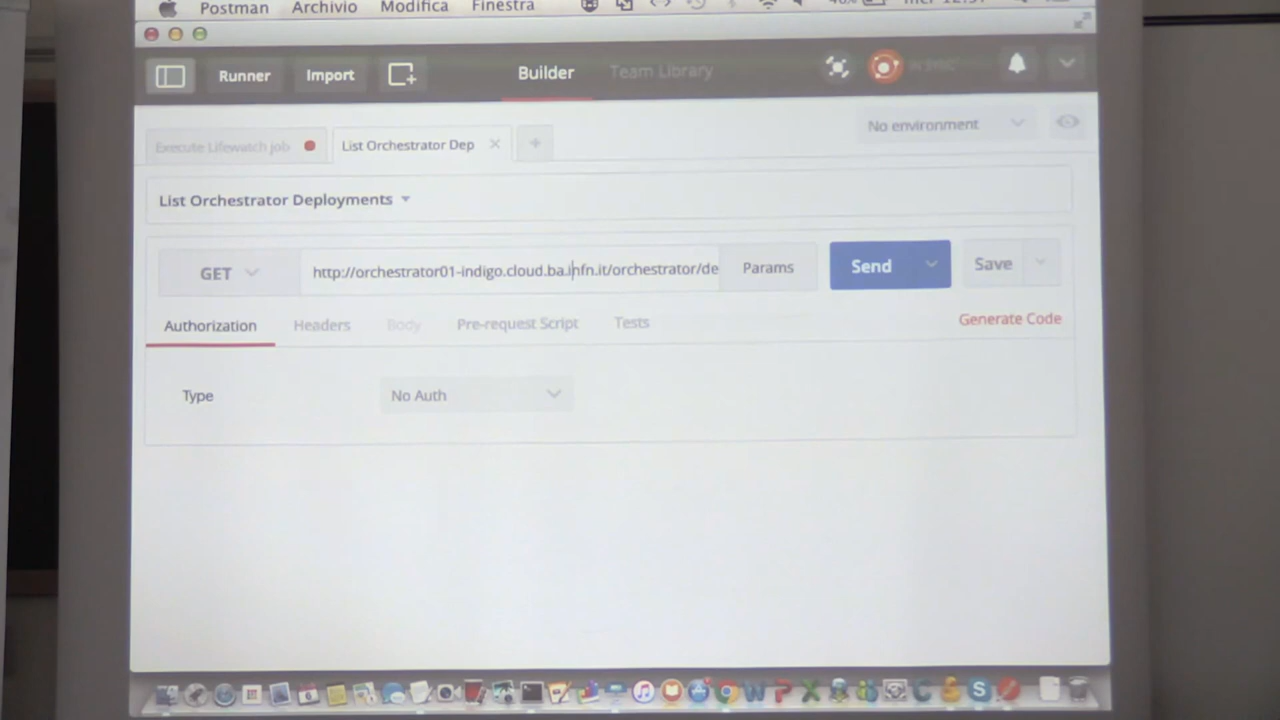 Postman Archivio Modifica Finestra
Runner Import Builder Team Library
No environment
Execute Lifewatch job List Orchestrator Dep
List Orchestrator Deployments
GET http://orchestrator01-indigo.cloud.ba.infn.it/orchestrator/de Params Send Save
Authorization Headers Body Pre-request Script Tests Generate Code
Type No Auth